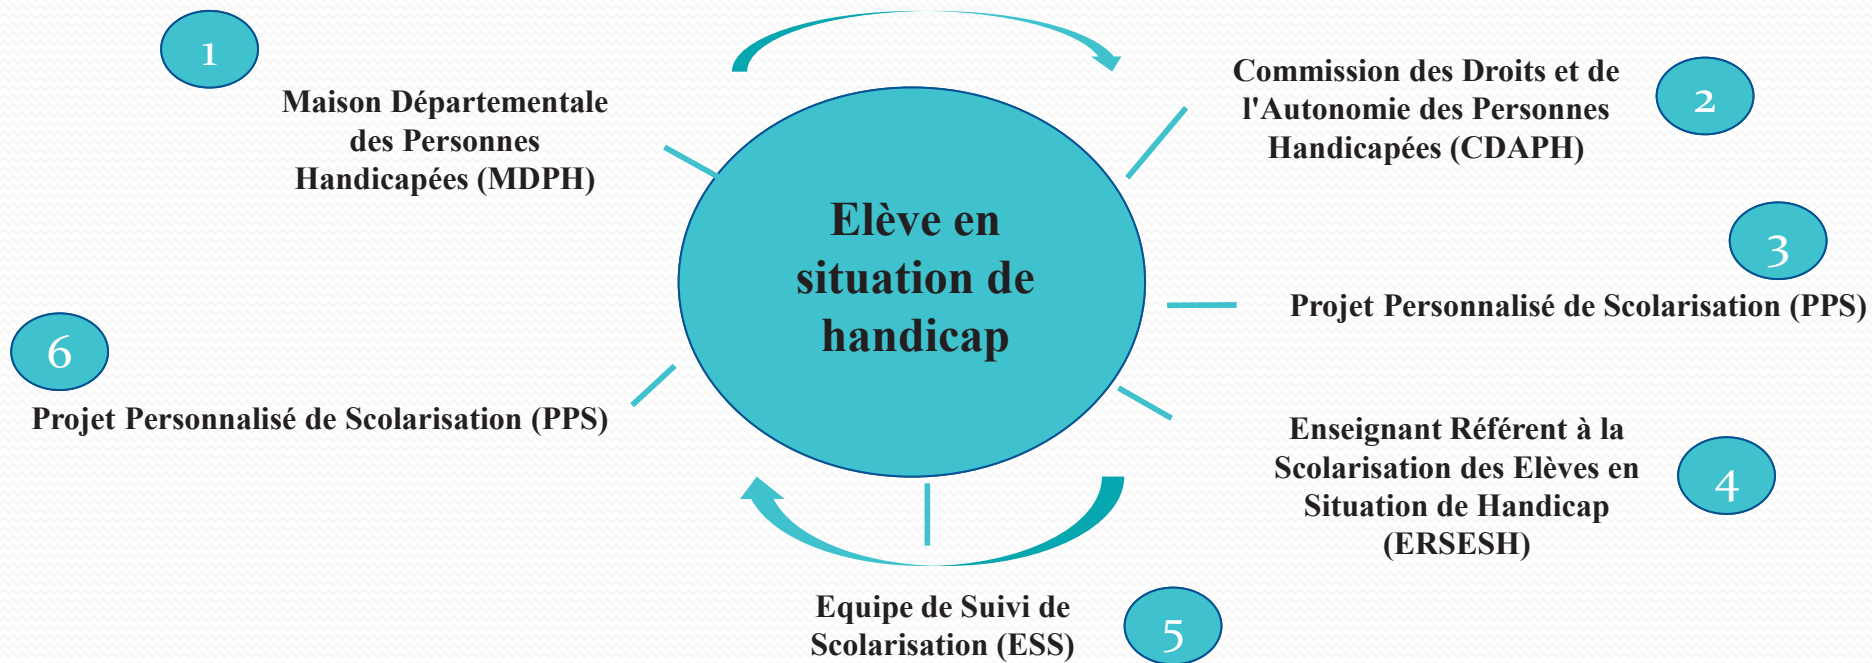 1
Maison Départementale
des Personnes
Handicapées (MDPH)
Commission des Droits et de
l'Autonomie des Personnes
Handicapées (CDAPH)
2
3
Projet Personnalisé de Scolarisation (PPS)
Elève en
situation de
handicap
Enseignant Référent à la
Scolarisation des Elèves en
Situation de Handicap
(ERSESH)
4
Equipe de Suivi de
Scolarisation (ESS)
5
6
Projet Personnalisé de Scolarisation (PPS)